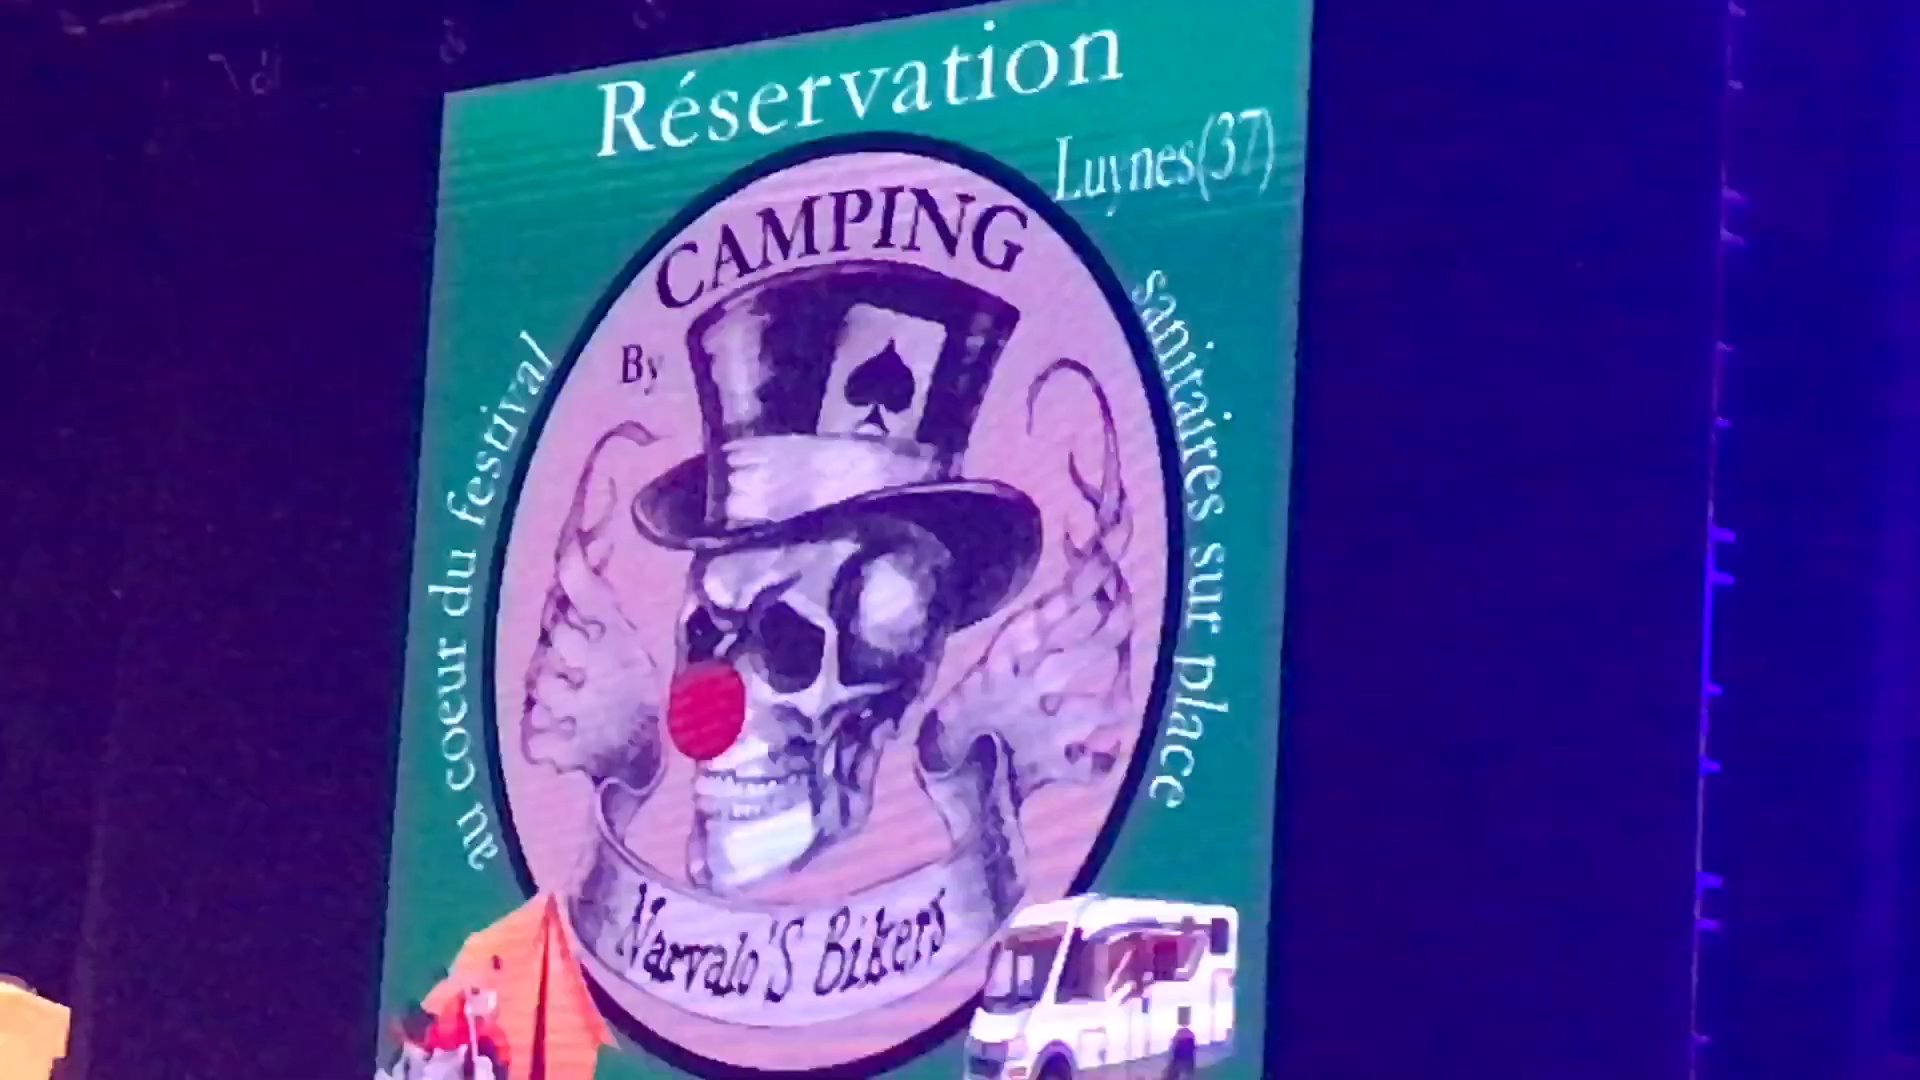 Réservation
Luynes(37)
CAMPING
By
au coeur du festival
sanitaires sur place
Narvalo'S Bikers